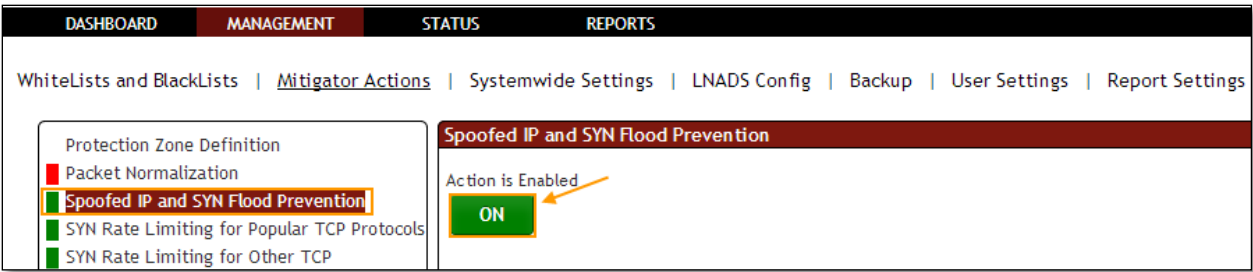 DASHBOARD MANAGEMENT STATUS REPORTS
WhiteLists and BlackLists | Mitigator Actions | Systemwide Settings | LNADS Config | Backup | User Settings | Report Settings
Protection Zone Definition
Packet Normalization
Spoofed IP and SYN Flood Prevention
SYN Rate Limiting for Popular TCP Protocols
SYN Rate Limiting for Other TCP
Spoofed IP and SYN Flood Prevention
Action is Enabled
ON